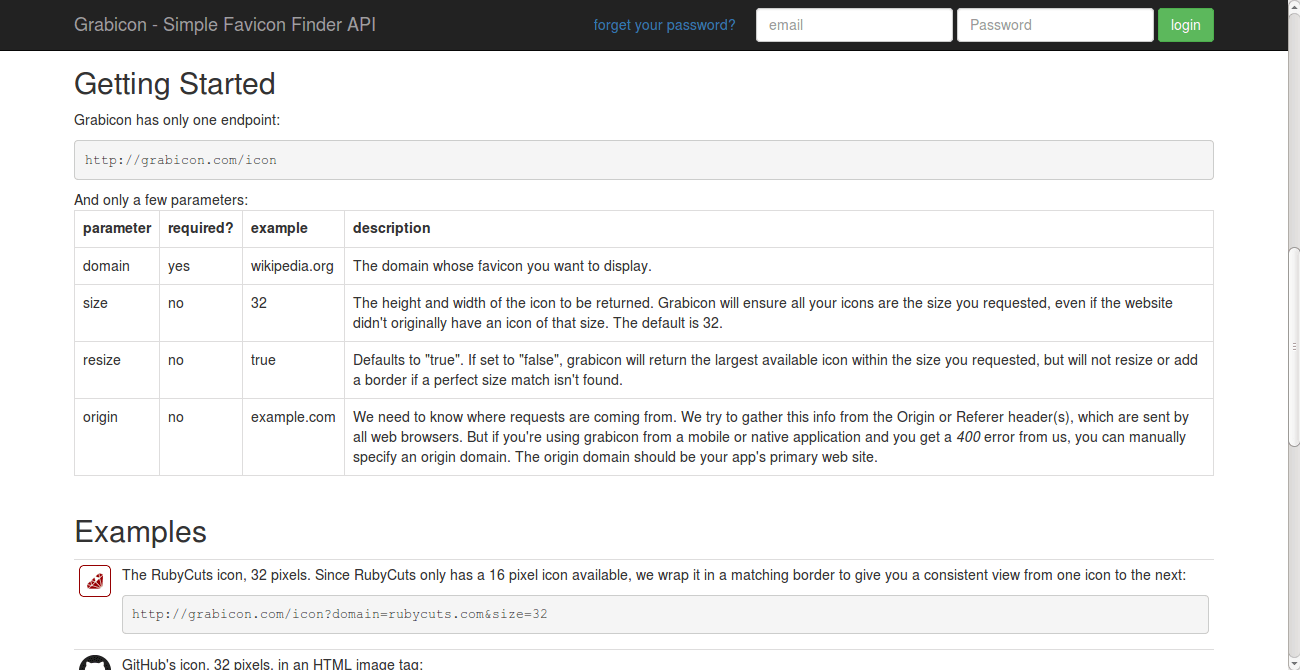 Grabicon - Simple Favicon Finder API
forget your password?
email
Password
login
Getting Started
Grabicon has only one endpoint:
http://grabicon.com/icon
And only a few parameters:
parameter required? example description
domain yes wikipedia.org The domain whose favicon you want to display.
size no 32 The height and width of the icon to be returned. Grabicon will ensure all your icons are the size you requested, even if the website
didn't originally have an icon of that size. The default is 32.
resize no true Defaults to "true". If set to "false", grabicon will return the largest available icon within the size you requested, but will not resize or add
a border if a perfect size match isn't found.
origin no example.com We need to know where requests are coming from. We try to gather this info from the Origin or Referer header(s), which are sent by
all web browsers. But if you're using grabicon from a mobile or native application and you get a 400 error from us, you can manually
specify an origin domain. The origin domain should be your app's primary web site.
Examples
The RubyCuts icon, 32 pixels. Since RubyCuts only has a 16 pixel icon available, we wrap it in a matching border to give you a consistent view from one icon to the next:
http://grabicon.com/icon?domain=rubycuts.com&size=32
GitHub's icon, 32 pixels, in an HTML image tag: